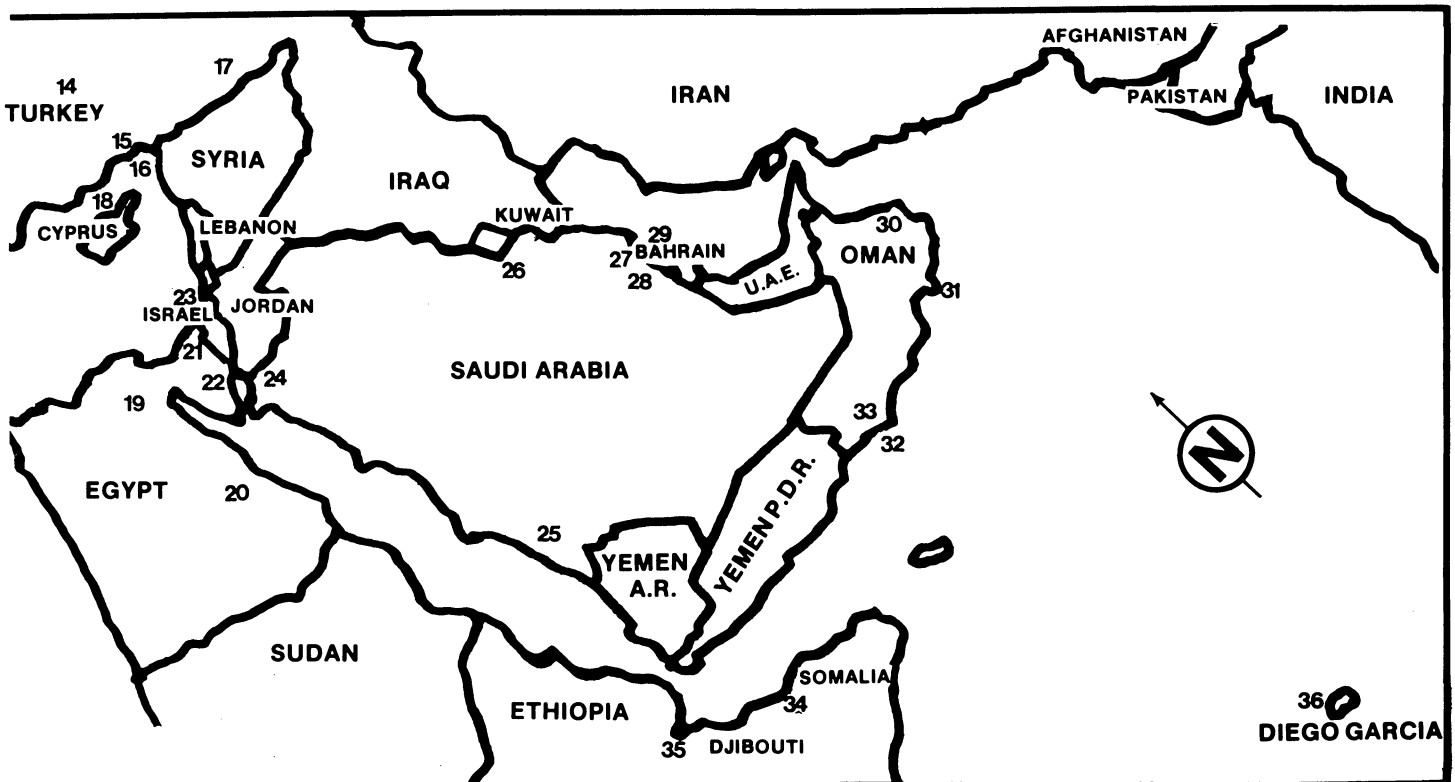 AFGHANISTAN
17
14
IRAN
PAKISTAN
INDIA
TURKEY
15
SYRIA
16
IRAQ
18
CYPRUS
LEBANON
KUWAIT
30
29
27
BAHRAIN
OMAN
26
28
U.A.E.
31
23
JORDAN
ISRAEL
21
SAUDI ARABIA
22
24
19
33
32
N
EGYPT
20
YEMEN P.D.R.
25
YEMEN
A.R.
SUDAN
SOMALIA
34
36
ETHIOPIA
DIEGO GARCIA
35
DJIBOUTI